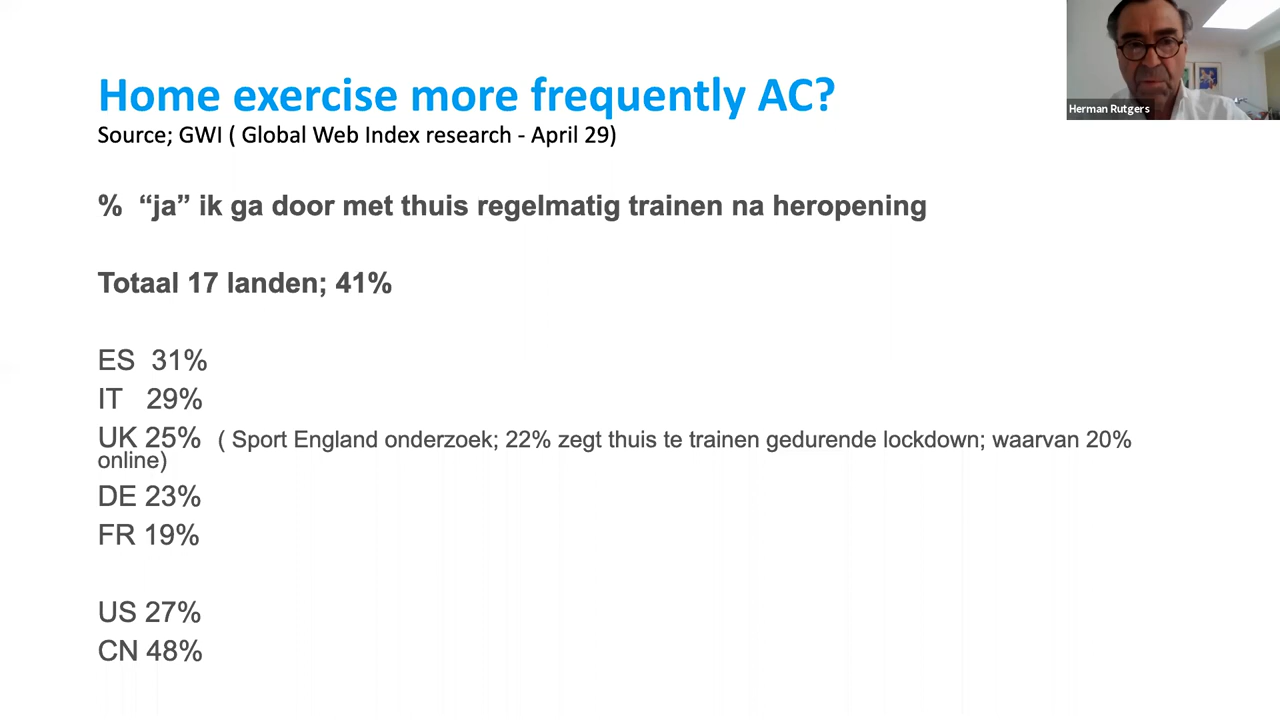 Home exercise more frequently AC?
Source; GWI ( Global Web Index research - April 29)
Herman Rutgers
% “ja” ik ga door met thuis regelmatig trainen na heropening
Totaal 17 landen; 41%
ES 31%
IT 29%
UK 25% ( Sport England onderzoek; 22% zegt thuis te trainen gedurende lockdown; waarvan 20%
online)
DE 23%
FR 19%
US 27%
CN 48%